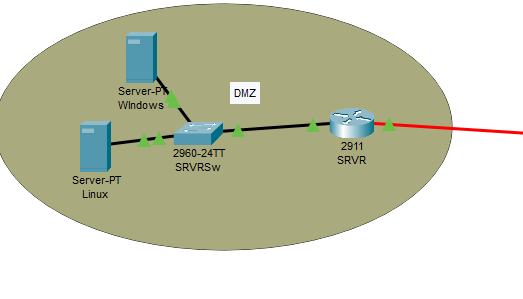 Server-PT
WIndows
DMZ
2911
SRVR
2960-24TT
SRVRSw
Server-PT
Linux